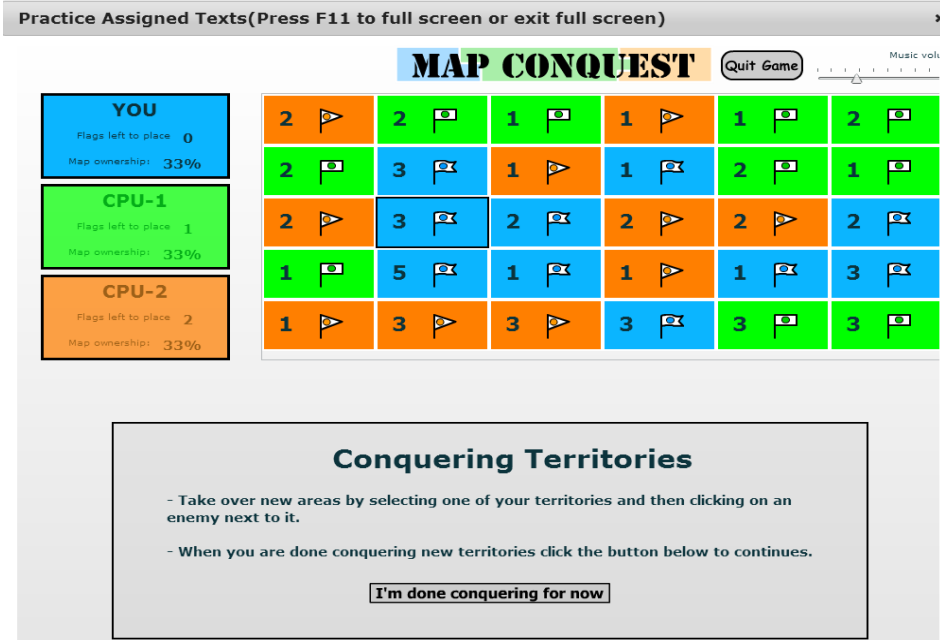 Practice Assigned Texts(Press F11 to full screen or exit full screen)
MAP CONQUEST
Quit Game
Music volu
YOU
Flags left to place 0
Map ownership: 33%
CPU-1
Flags left to place 1
Map ownership: 33%
CPU-2
Flags left to place 2
Map ownership: 33%
2 2 1 1 1 2
2 3 1 1 2 1
2 3 2 2 2 2
1 5 1 1 1 3
1 3 3 3 3 3
Conquering Territories
- Take over new areas by selecting one of your territories and then clicking on an
enemy next to it.
- When you are done conquering new territories click the button below to continues.
I'm done conquering for now